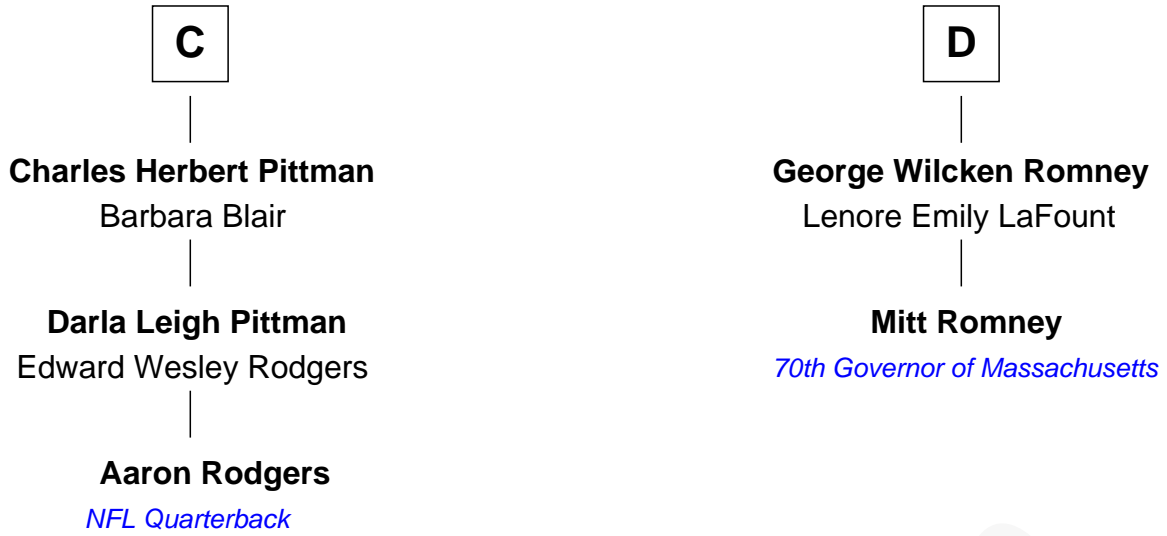 C
Charles Herbert Pittman
Barbara Blair
Darla Leigh Pittman
Edward Wesley Rodgers
Aaron Rodgers
NFL Quarterback
D
George Wilcken Romney
Lenore Emily LaFount
Mitt Romney
70th Governor of Massachusetts